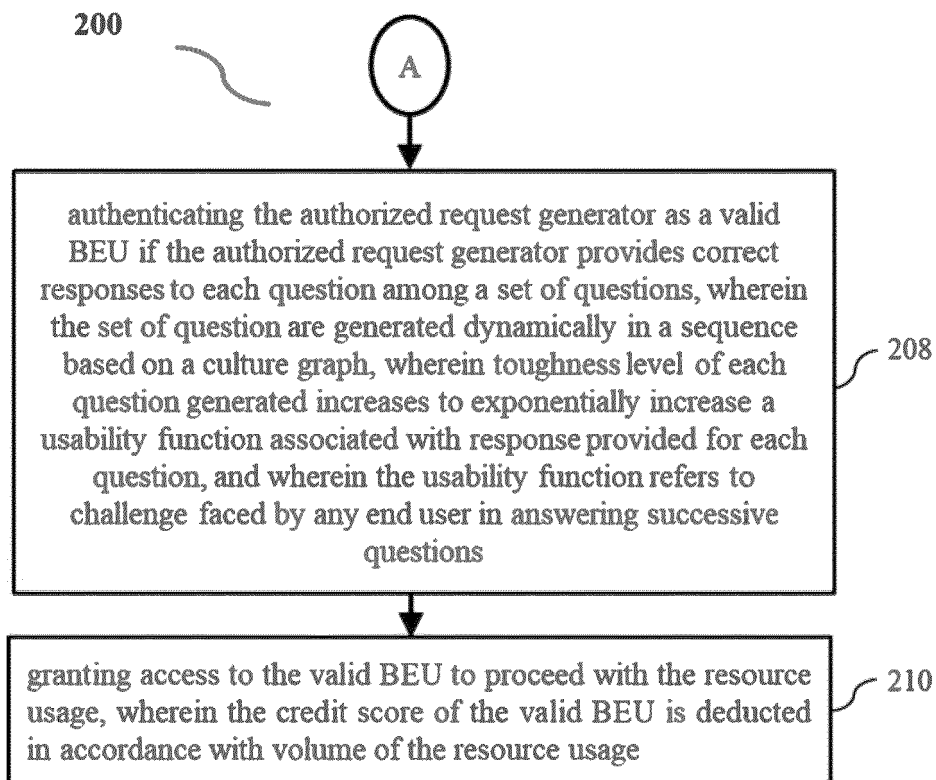 200
A
authenticating the authorized request generator as a valid
BEU if the authorized request generator provides correct
responses to each question among a set of questions, wherein
the set of question are generated dynamically in a sequence
based on a culture graph, wherein toughness level of each
question generated increases to exponentially increase a
usability function associated with response provided for each
question, and wherein the usability function refers to
challenge faced by any end user in answering successive
questions
208
granting access to the valid BEU to proceed with the resource
usage, wherein the credit score of the valid BEU is deducted
in accordance with volume of the resource usage
210